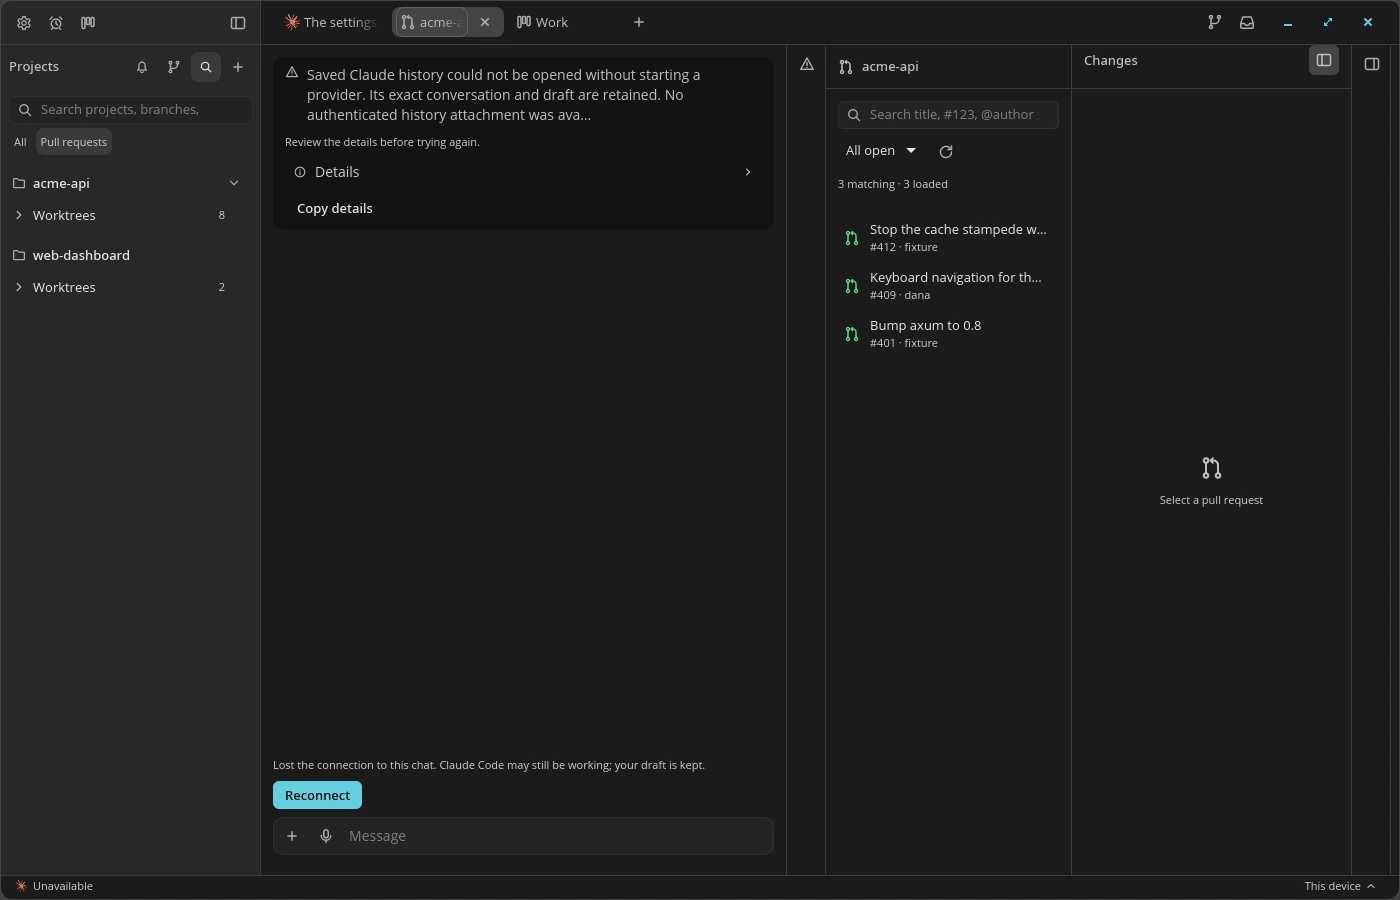 The settings
acme-a
Work
Projects
Search projects, branches,
All
Pull requests
acme-api
Worktrees
8
web-dashboard
Worktrees
2
Saved Claude history could not be opened without starting a
provider. Its exact conversation and draft are retained. No
authenticated history attachment was ava...
Review the details before trying again.
Details
Copy details
Lost the connection to this chat. Claude Code may still be working; your draft is kept.
Reconnect
Message
acme-api
Search title, #123, @author
All open
3 matching · 3 loaded
Stop the cache stampede w...
#412 · fixture
Keyboard navigation for th...
#409 · dana
Bump axum to 0.8
#401 · fixture
Changes
Select a pull request
Unavailable
This device